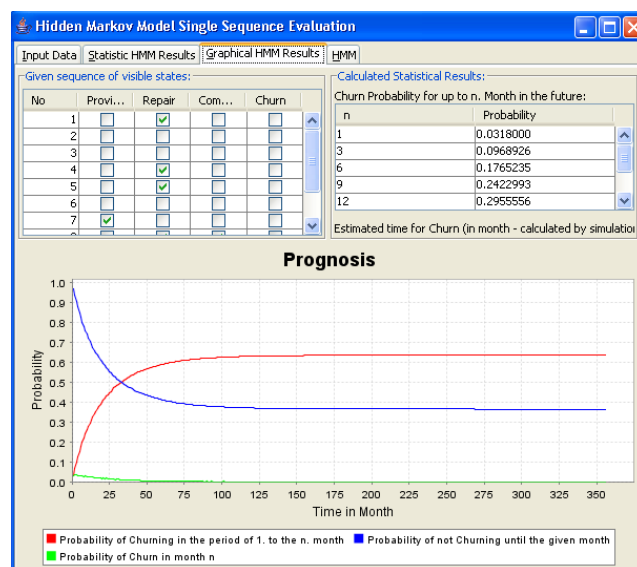 Hidden Markov Model Single Sequence Evaluation
Input Data Statistic HMM Results Graphical HMM Results HMM
Given sequence of visible states:
No Provi... Repair Com... Churn
1
2
3
4
5
6
7
Calculated Statistical Results:
Churn Probability for up to n. Month in the future:
n Probability
1 0.0318000
3 0.0968926
6 0.1765235
9 0.2422993
12 0.2955556
Estimated time for Churn (in month - calculated by simulation
Prognosis
1.0
0.9
0.8
0.7
0.6
0.5
0.4
0.3
0.2
0.1
0.0
Probability
0 25 50 75 100 125 150 175 200 225 250 275 300 325 350
Time in Month
Probability of Churning in the period of 1. to the n. month Probability of not Churning until the given month
Probability of Churn in month n